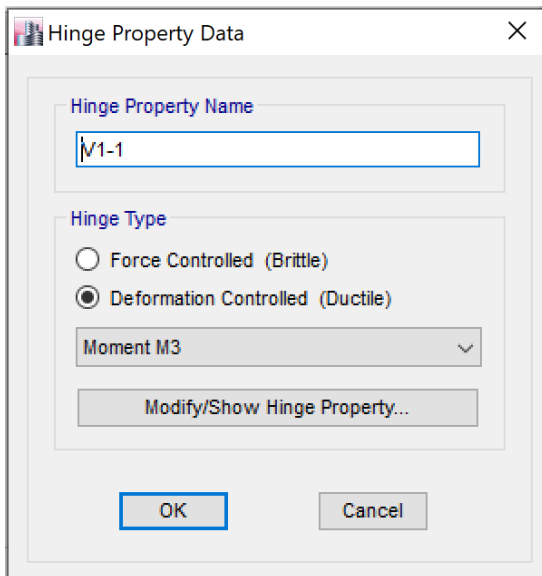 Hinge Property Data
Hinge Property Name
V1-1
Hinge Type
Force Controlled (Brittle)
Deformation Controlled (Ductile)
Moment M3
Modify/Show Hinge Property...
OK
Cancel